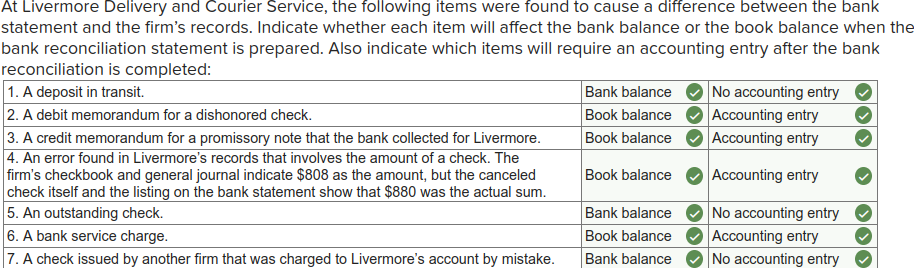 At Livermore Delivery and Courier Service, the following items were found to cause a difference between the bank
statement and the firm's records. Indicate whether each item will affect the bank balance or the book balance when the
bank reconciliation statement is prepared. Also indicate which items will require an accounting entry after the bank
reconciliation is completed:
1. A deposit in transit. Bank balance No accounting entry
2. A debit memorandum for a dishonored check. Book balance Accounting entry
3. A credit memorandum for a promissory note that the bank collected for Livermore. Book balance Accounting entry
4. An error found in Livermore's records that involves the amount of a check. The
firm's checkbook and general journal indicate $808 as the amount, but the canceled
check itself and the listing on the bank statement show that $880 was the actual sum.
Book balance Accounting entry
5. An outstanding check. Bank balance No accounting entry
6. A bank service charge. Book balance Accounting entry
7. A check issued by another firm that was charged to Livermore's account by mistake. Bank balance No accounting entry